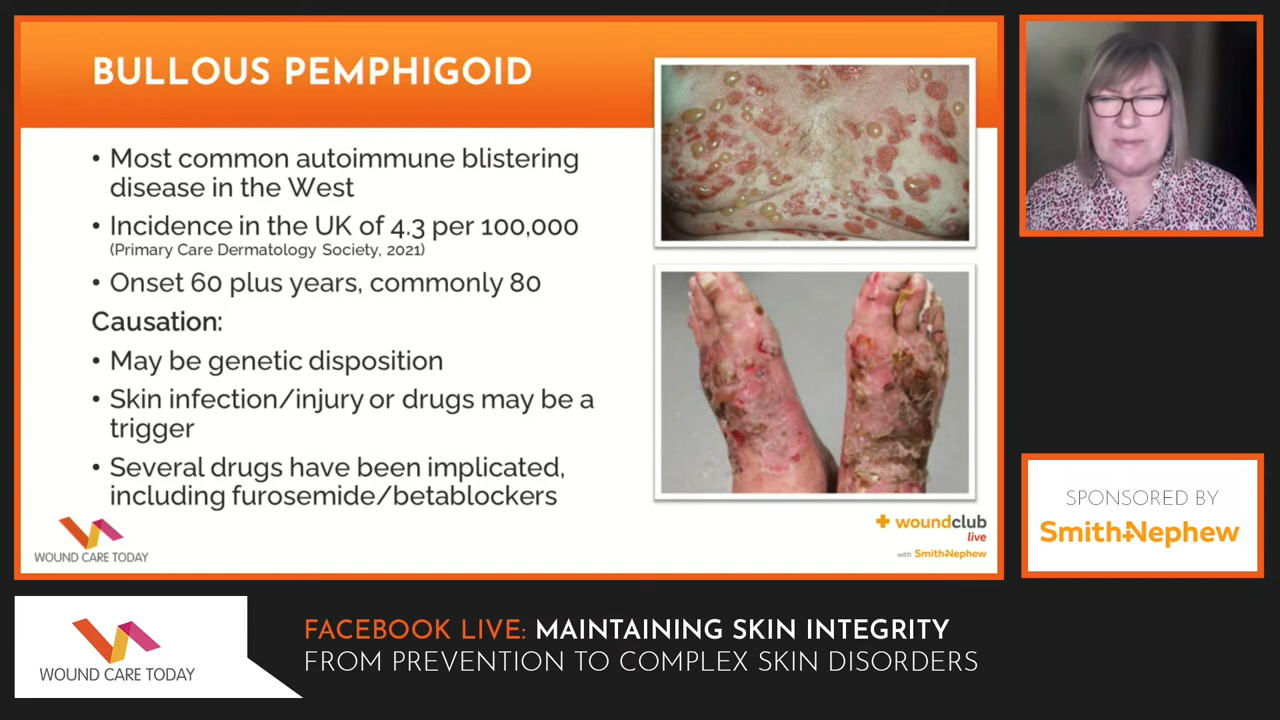 BULLOUS PEMPHIGOID
• Most common autoimmune blistering
disease in the West
• Incidence in the UK of 4.3 per 100,000
(Primary Care Dermatology Society, 2021)
• Onset 60 plus years, commonly 80
Causation:
• May be genetic disposition
• Skin infection/injury or drugs may be a
trigger
• Several drugs have been implicated,
including furosemide/betablockers
WOUND CARE TODAY
woundclub
live
with Smith+Nephew
SPONSORED BY
Smith+Nephew
WOUND CARE TODAY
FACEBOOK LIVE: MAINTAINING SKIN INTEGRITY
FROM PREVENTION TO COMPLEX SKIN DISORDERS